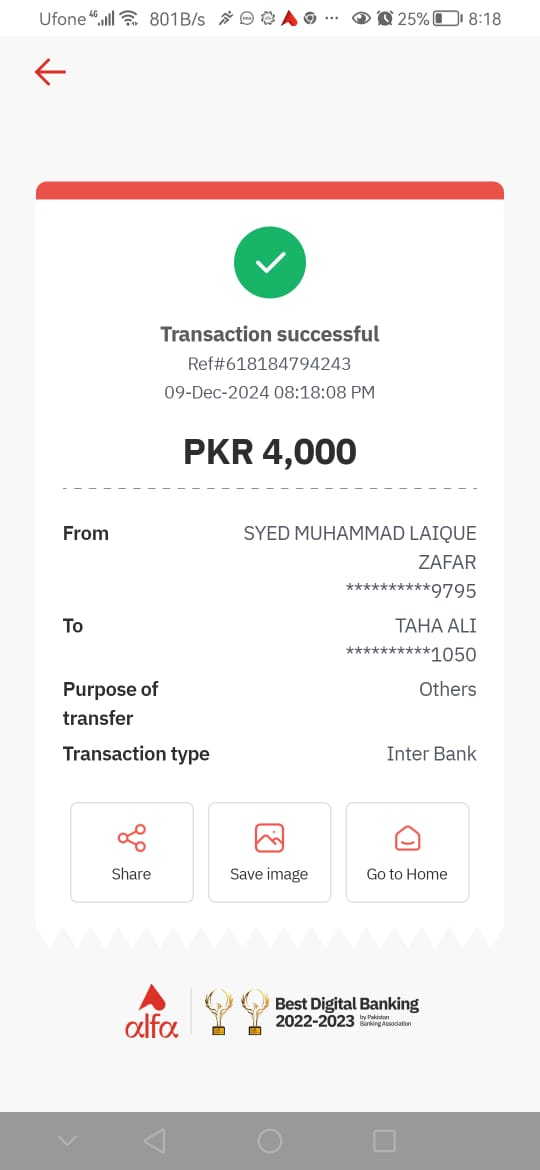 Ufone 4G 801B/s 25% 8:18
Transaction successful
Ref#618184794243
09-Dec-2024 08:18:08 PM
PKR 4,000
From SYED MUHAMMAD LAIQUE
ZAFAR
**********9795
To TAHA ALI
**********1050
Purpose of Others
transfer
Transaction type Inter Bank
Share Save image Go to Home
alfa
Best Digital Banking
2022-2023 by Pakistan
Banking Association